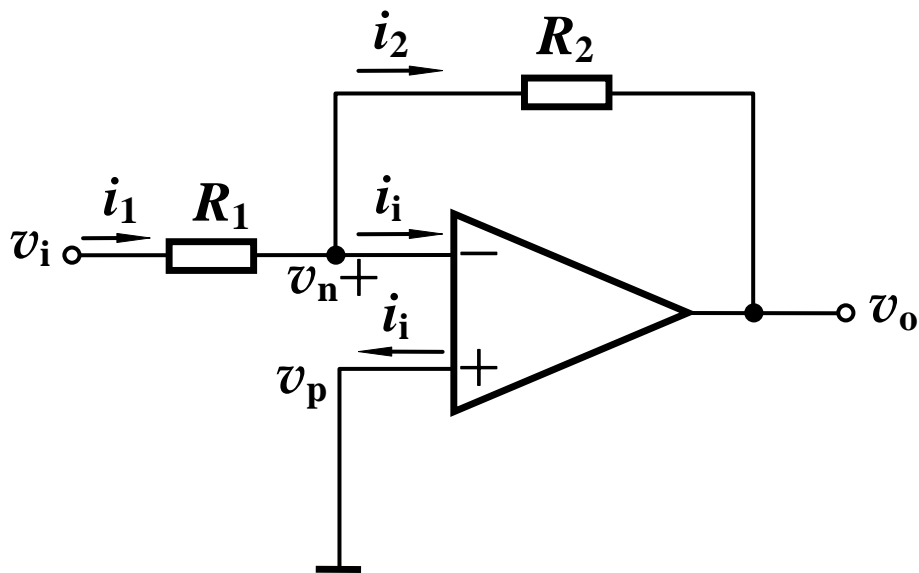 i₂
R₂
i₁
R₁
iᵢ
vᵢ
−
vₙ +
iᵢ
vₒ
vₚ
+